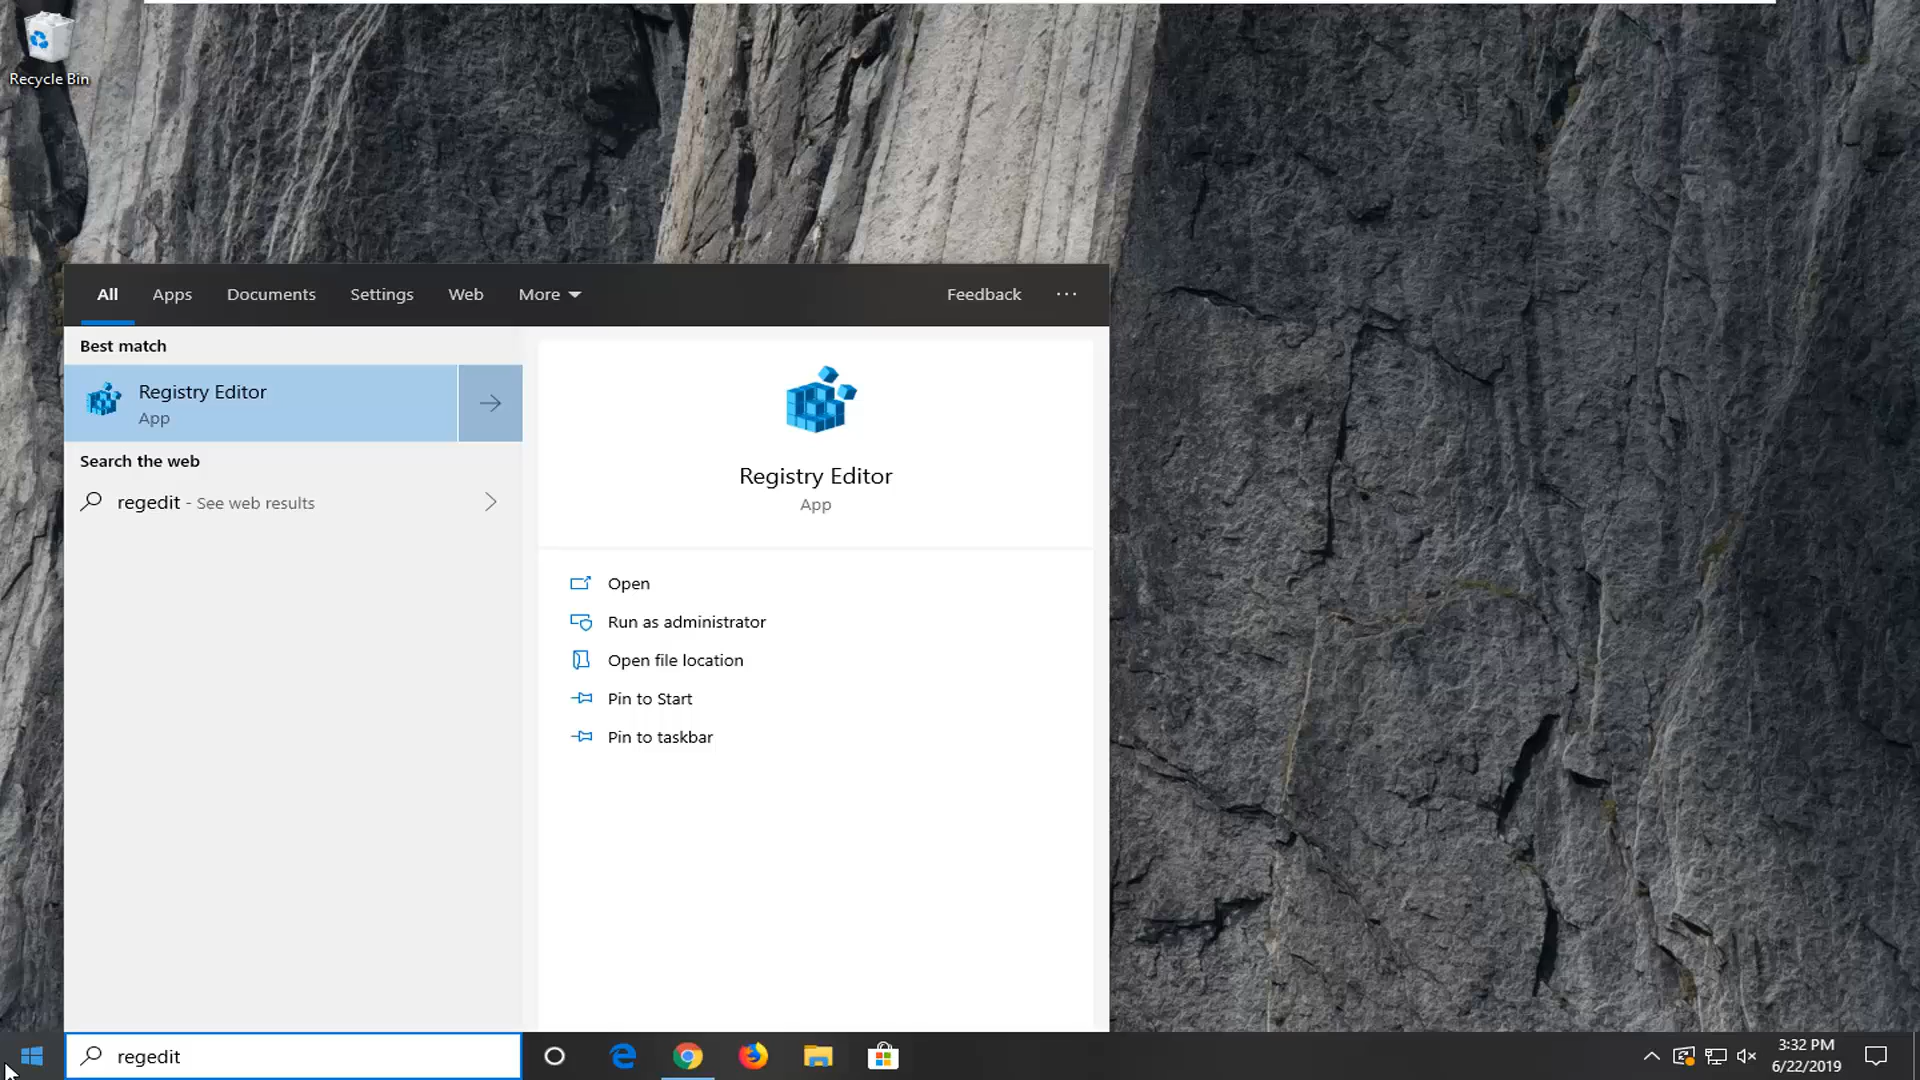 Recycle Bin
All Apps Documents Settings Web More Feedback ...
Best match
Registry Editor
App
Search the web
regedit - See web results
Registry Editor
App
Open
Run as administrator
Open file location
Pin to Start
Pin to taskbar
regedit
3:32 PM
6/22/2019